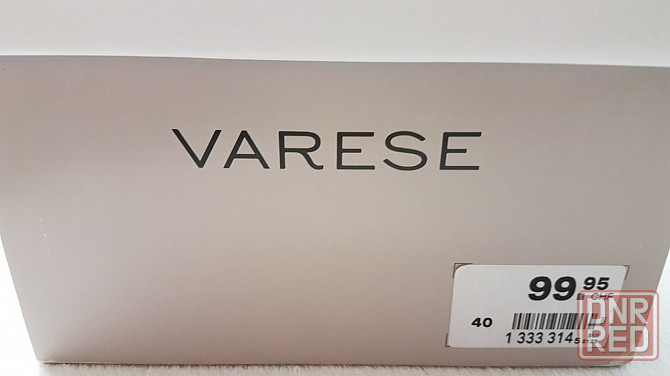 VARESE
99.95
CHF
40
1 333 314
DNR
RED